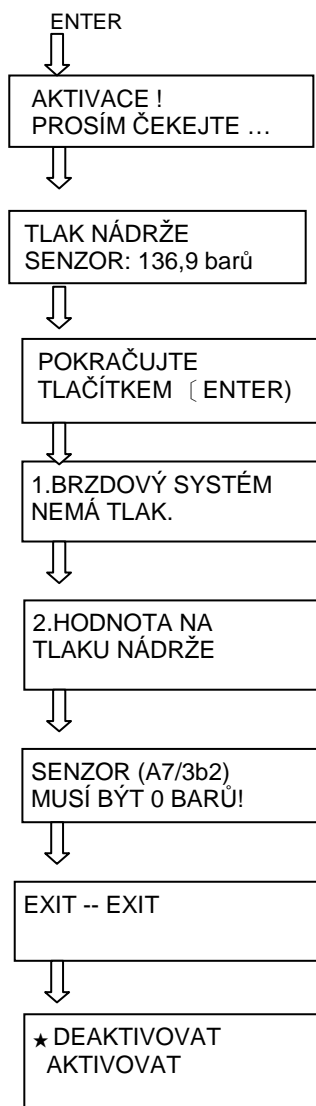 ENTER
AKTIVACE !
PROSÍM ČEKEJTE …
TLAK NÁDRŽE
SENZOR: 136,9 barů
POKRAČUJTE
TLAČÍTKEM〔ENTER)
1.BRZDOVÝ SYSTÉM
NEMÁ TLAK.
2.HODNOTA NA
TLAKU NÁDRŽE
SENZOR (A7/3b2)
MUSÍ BÝT 0 BARŮ!
EXIT -- EXIT
★ DEAKTIVOVAT
AKTIVOVAT